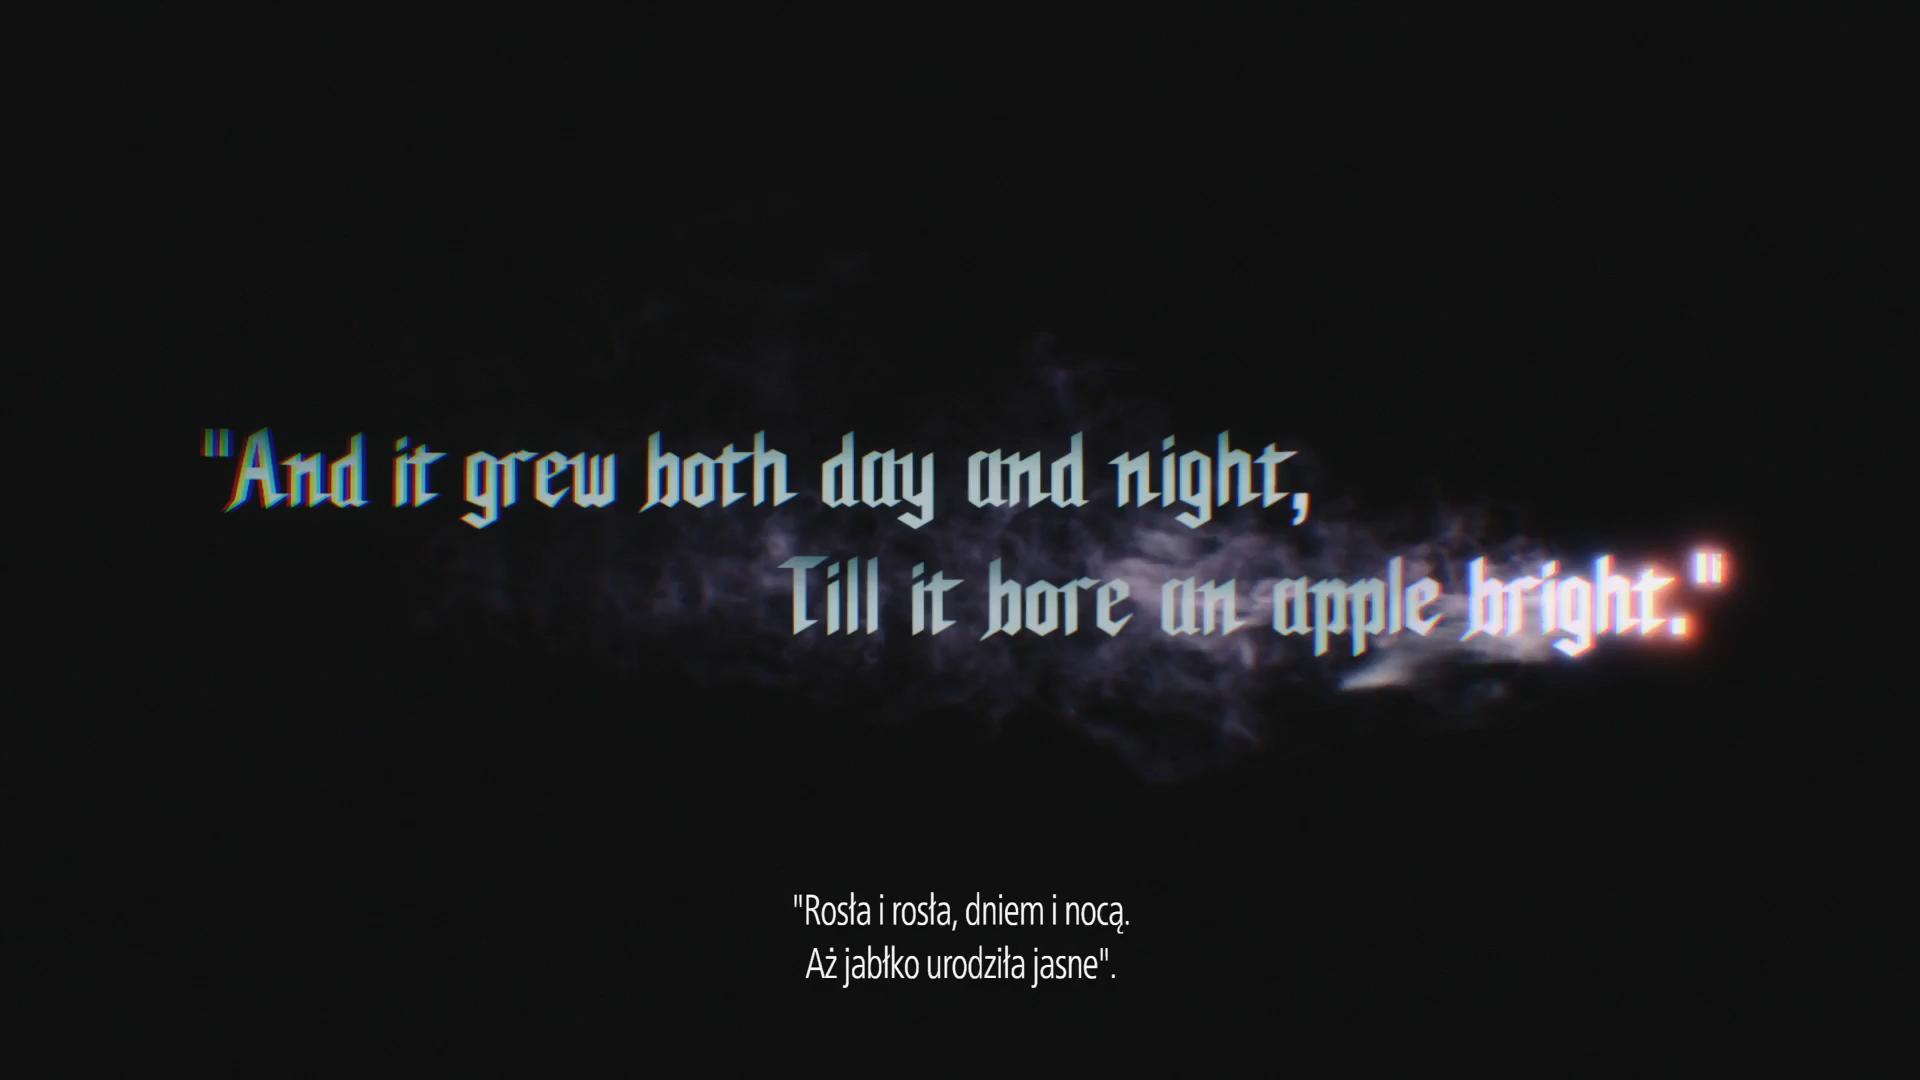 "And it grew both day and night,
Till it bore an apple bright."
"Rosła i rosła, dniem i nocą.
Aż jabłko urodziła jasne".